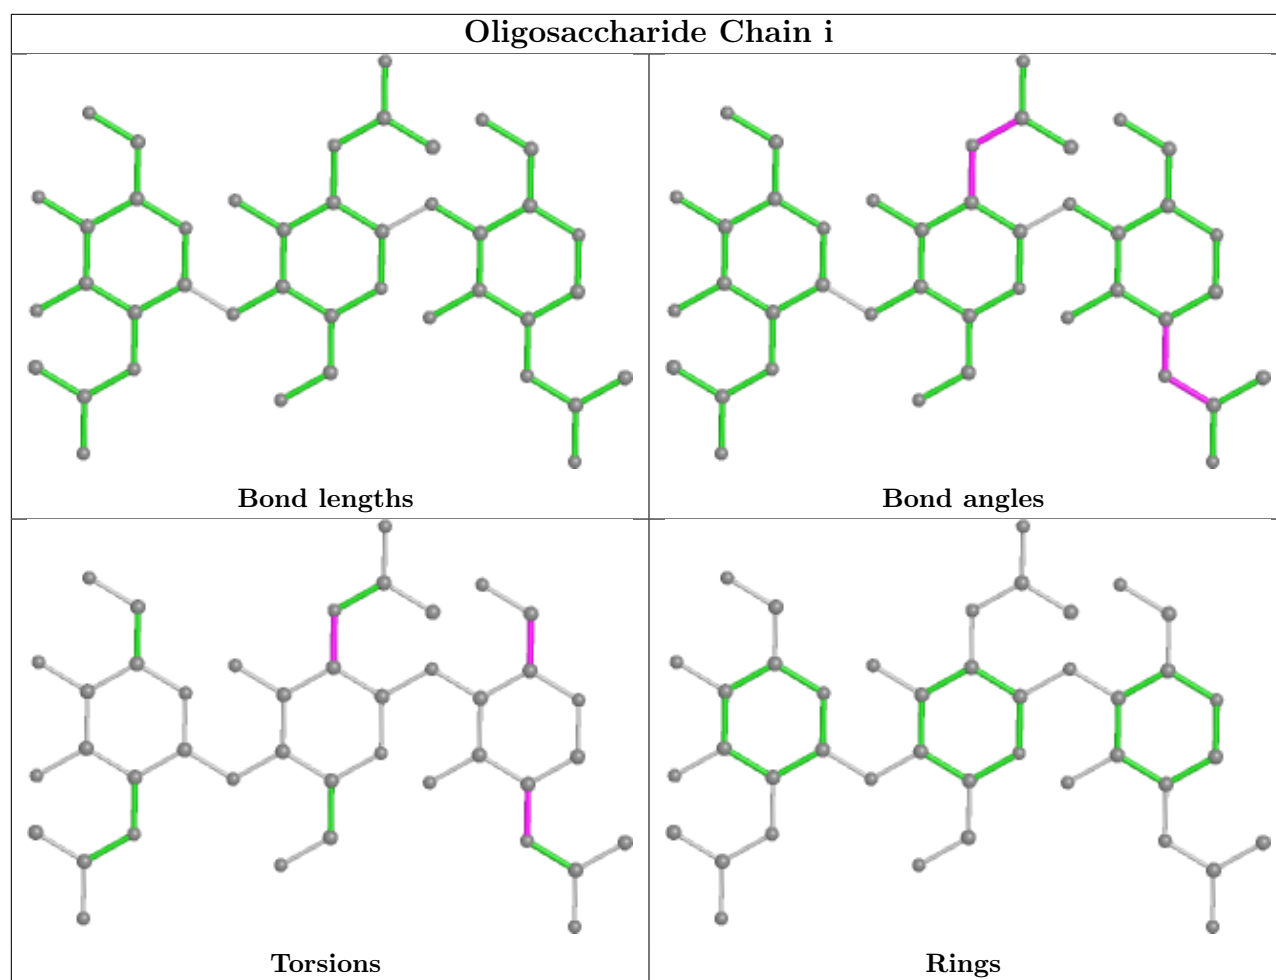 Oligosaccharide Chain i
Bond lengths
Bond angles
Torsions
Rings